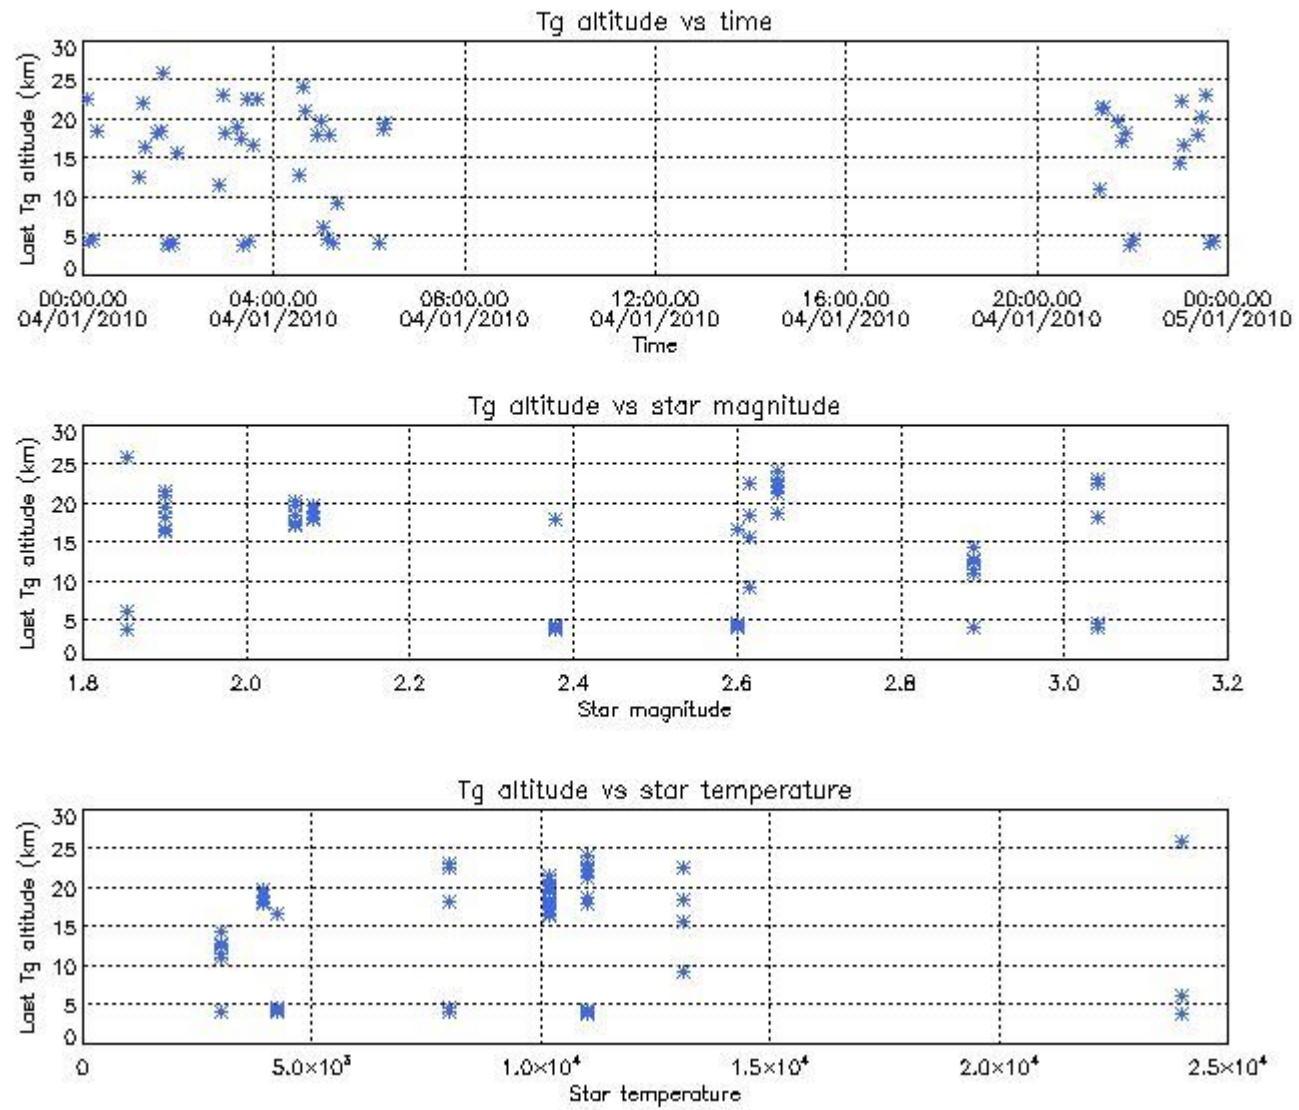 Tg altitude vs time
Last Tg altitude (km)
30
25
20
15
10
5
0
00:00.00 04:00.00 08:00.00 12:00.00 16:00.00 20:00.00 00:00.00
04/01/2010 04/01/2010 04/01/2010 04/01/2010 04/01/2010 04/01/2010 05/01/2010
Time
Tg altitude vs star magnitude
Last Tg altitude (km)
30
25
20
15
10
5
0
1.8 2.0 2.2 2.4 2.6 2.8 3.0 3.2
Star magnitude
Tg altitude vs star temperature
Last Tg altitude (km)
30
25
20
15
10
5
0
0 5.0×10³ 1.0×10⁴ 1.5×10⁴ 2.0×10⁴ 2.5×10⁴
Star temperature